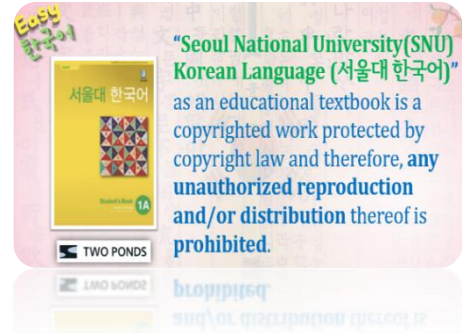 Easy
한국어
서울대 한국어
Student's Book 1A
TWO PONDS
“Seoul National University(SNU)
Korean Language (서울대 한국어)”
as an educational textbook is a
copyrighted work protected by
copyright law and therefore, any
unauthorized reproduction
and/or distribution thereof is
prohibited.